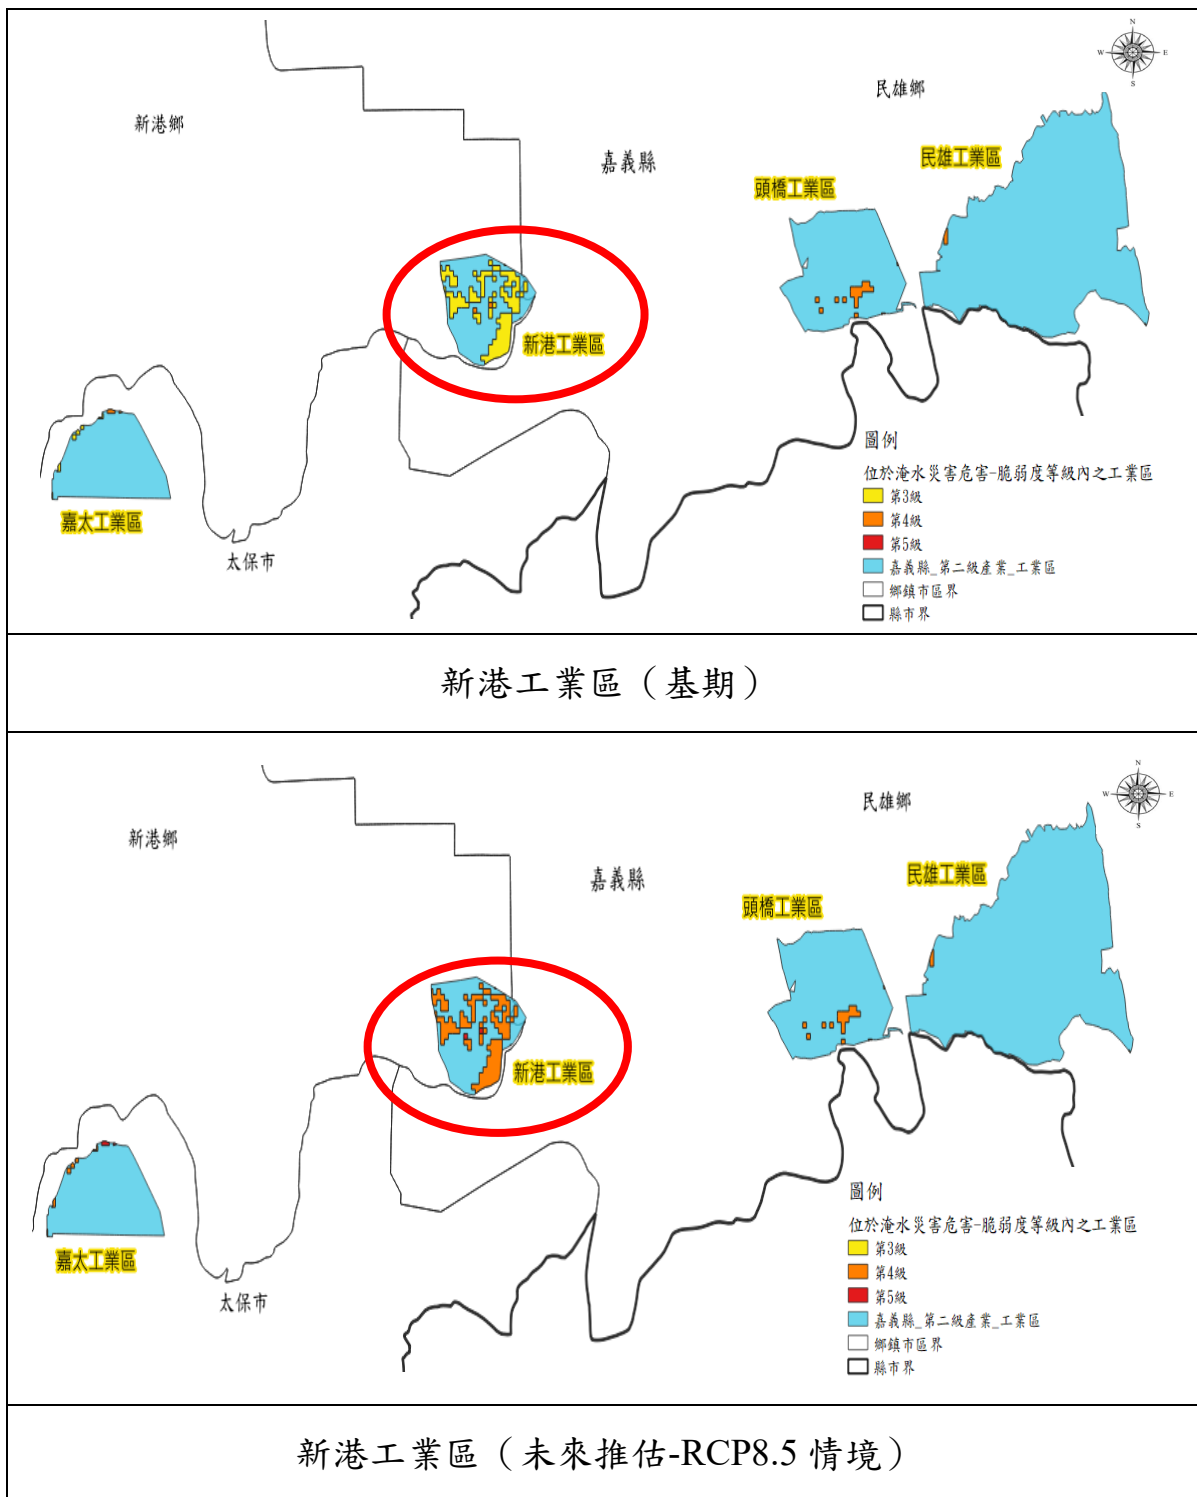 N
W
E
S
民雄鄉
新港鄉
民雄工業區
嘉義縣
頭橋工業區
新港工業區
嘉太工業區
太保市
圖例
位於淹水災害危害-脆弱度等級內之工業區
第3級
第4級
第5級
嘉義縣_第二級產業_工業區
鄉鎮市區界
縣市界
新港工業區（基期）
N
W
E
S
民雄鄉
新港鄉
民雄工業區
嘉義縣
頭橋工業區
新港工業區
嘉太工業區
太保市
圖例
位於淹水災害危害-脆弱度等級內之工業區
第3級
第4級
第5級
嘉義縣_第二級產業_工業區
鄉鎮市區界
縣市界
新港工業區（未來推估-RCP8.5 情境）